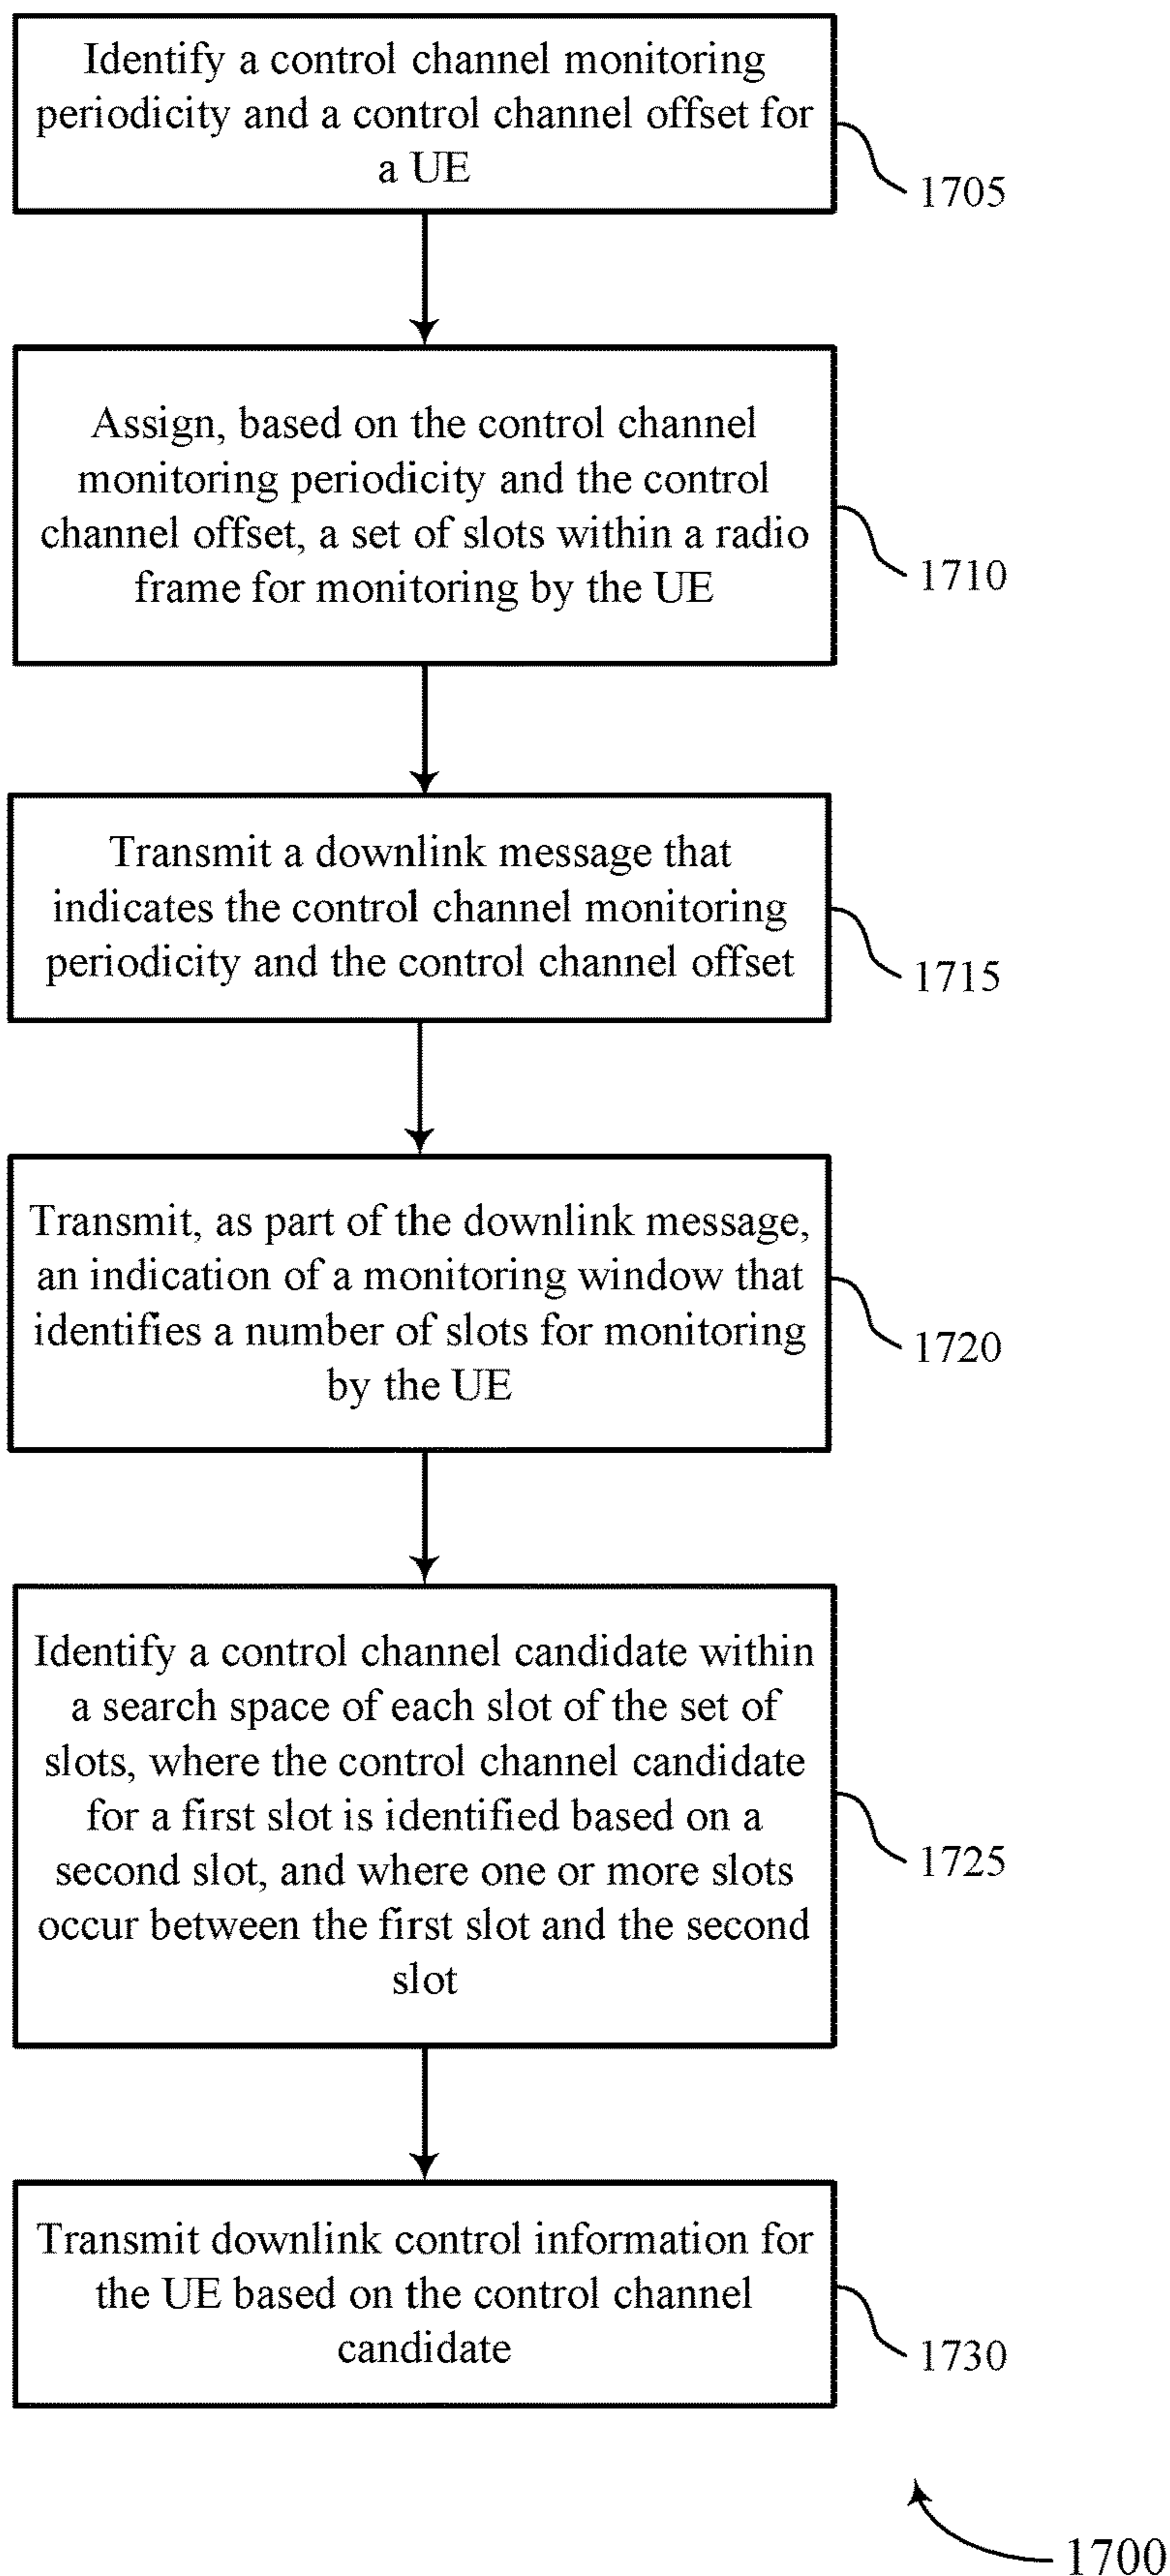 Identify a control channel monitoring
periodicity and a control channel offset for
a UE
1705
Assign, based on the control channel
monitoring periodicity and the control
channel offset, a set of slots within a radio
frame for monitoring by the UE
1710
Transmit a downlink message that
indicates the control channel monitoring
periodicity and the control channel offset
1715
Transmit, as part of the downlink message,
an indication of a monitoring window that
identifies a number of slots for monitoring
by the UE
1720
Identify a control channel candidate within
a search space of each slot of the set of
slots, where the control channel candidate
for a first slot is identified based on a
second slot, and where one or more slots
occur between the first slot and the second
slot
1725
Transmit downlink control information for
the UE based on the control channel
candidate
1730
1700